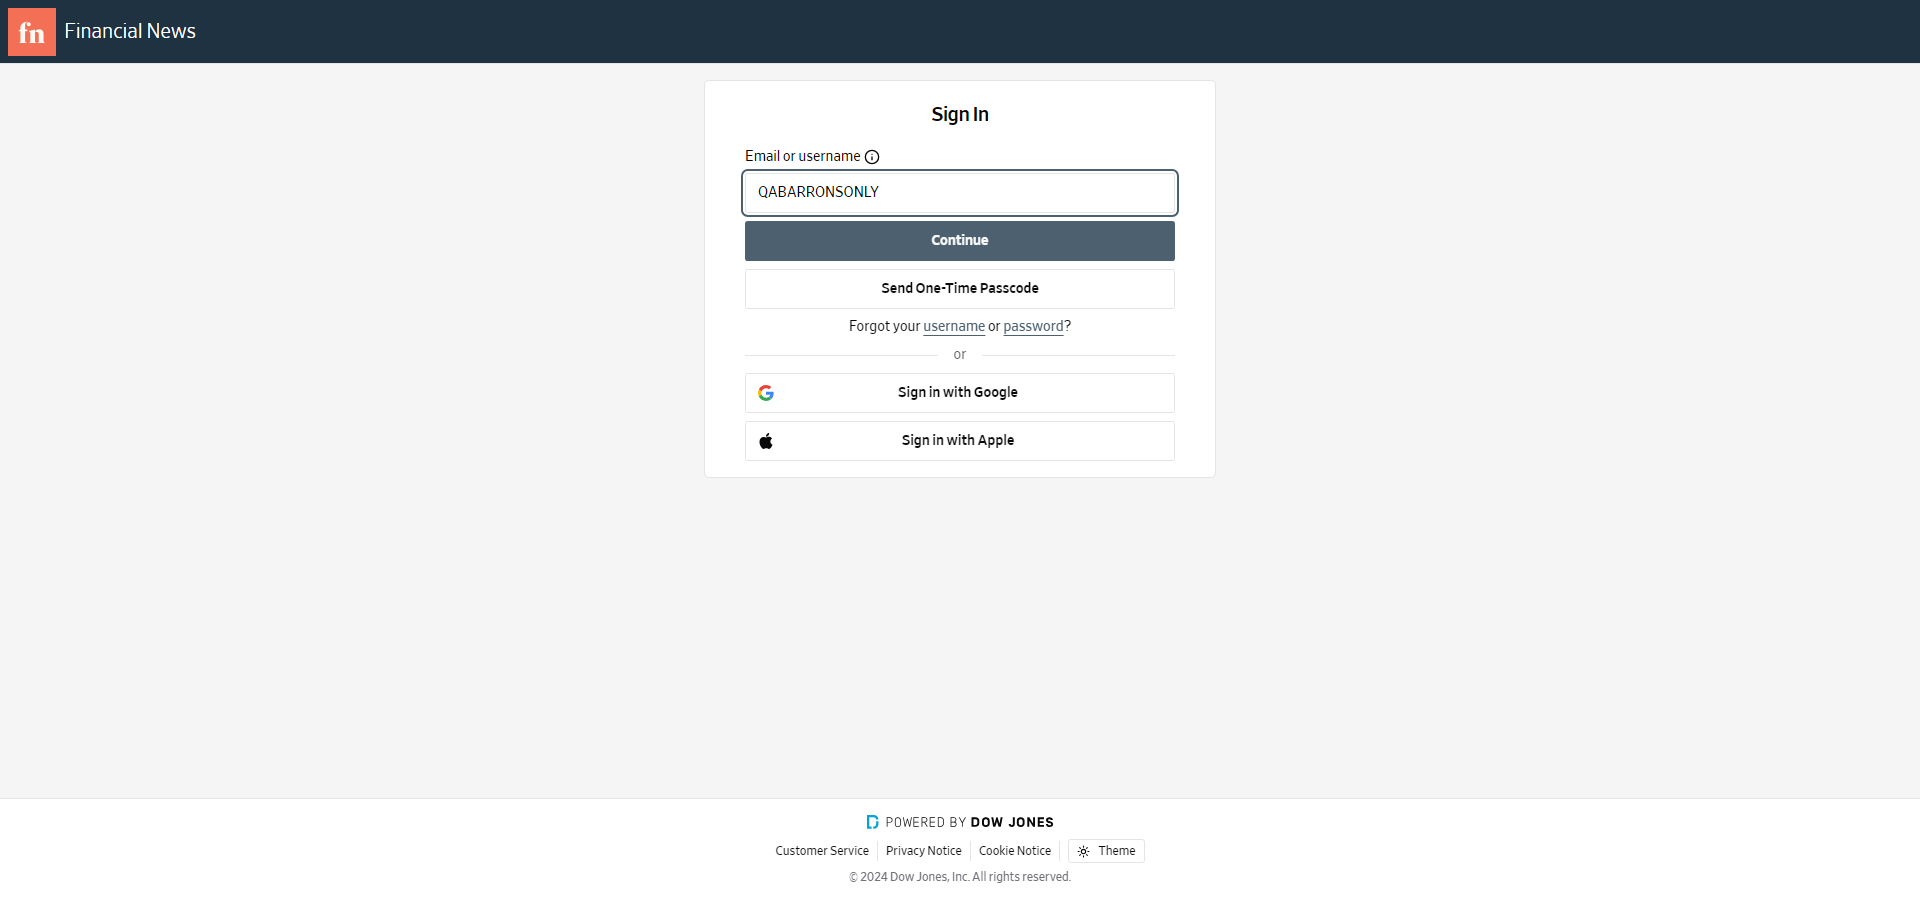 fn Financial News
Sign In
Email or username
QABARRONSONLY
Continue
Send One-Time Passcode
Forgot your username or password?
or
Sign in with Google
Sign in with Apple
POWERED BY DOW JONES
Customer Service Privacy Notice Cookie Notice Theme
© 2024 Dow Jones, Inc. All rights reserved.